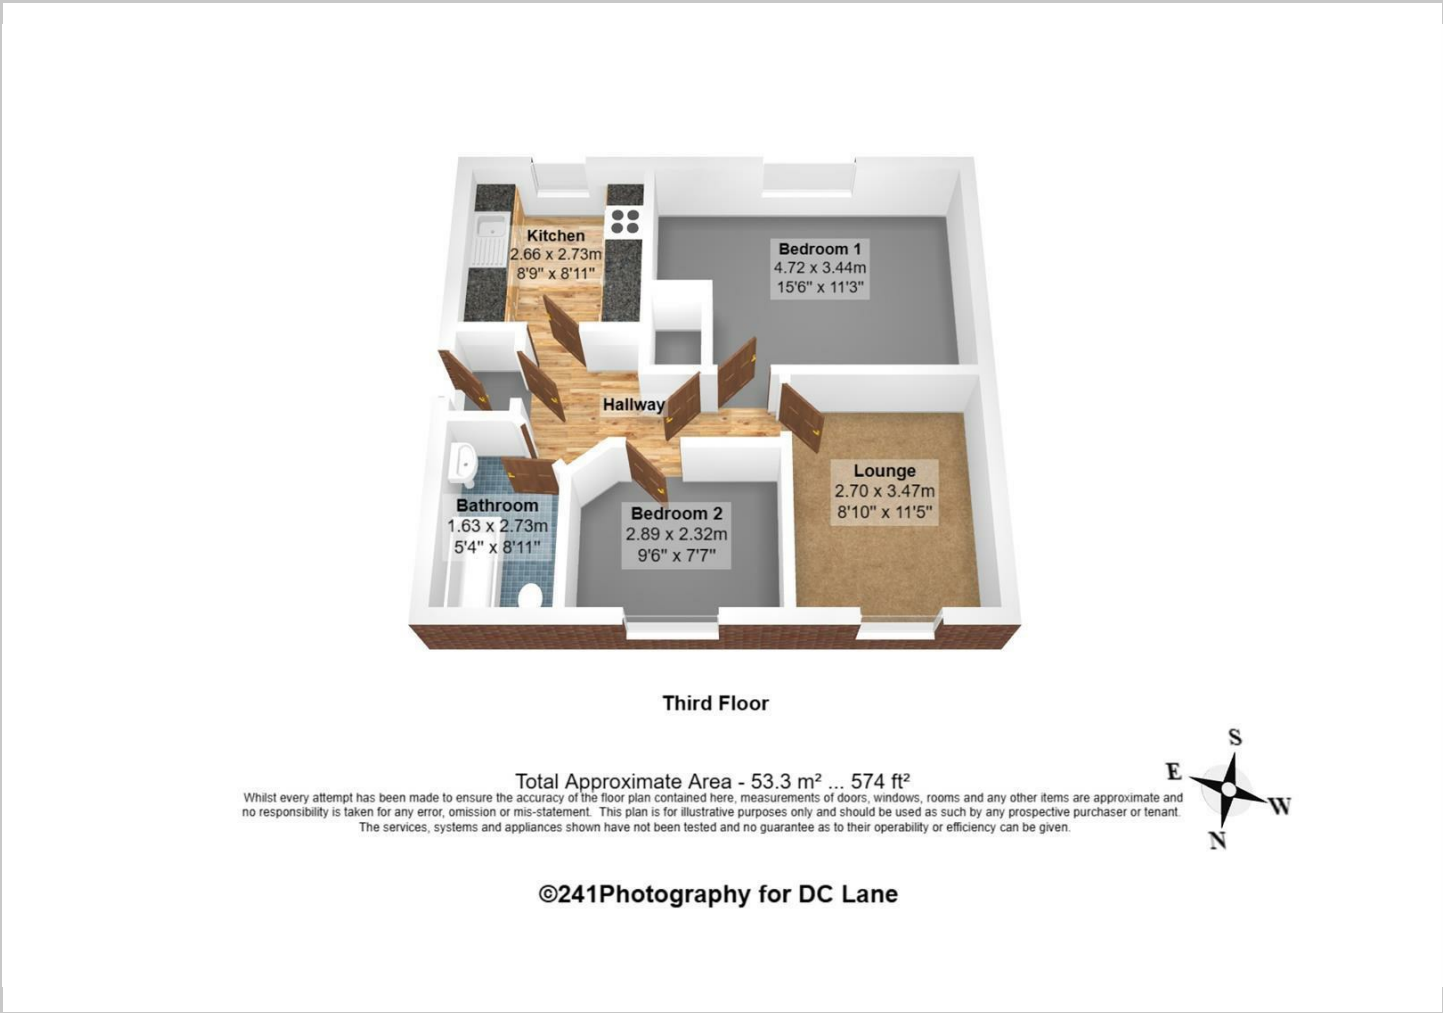 Kitchen
2.66 x 2.73m
8'9" x 8'11"
Bedroom 1
4.72 x 3.44m
15'6" x 11'3"
Hallway
Lounge
2.70 x 3.47m
8'10" x 11'5"
Bathroom
1.63 x 2.73m
5'4" x 8'11"
Bedroom 2
2.89 x 2.32m
9'6" x 7'7"
Third Floor
Total Approximate Area - 53.3 m² ... 574 ft²
Whilst every attempt has been made to ensure the accuracy of the floor plan contained here, measurements of doors, windows, rooms and any other items are approximate and
no responsibility is taken for any error, omission or mis-statement. This plan is for illustrative purposes only and should be used as such by any prospective purchaser or tenant.
The services, systems and appliances shown have not been tested and no guarantee as to their operability or efficiency can be given.
S
E
W
N
©241Photography for DC Lane